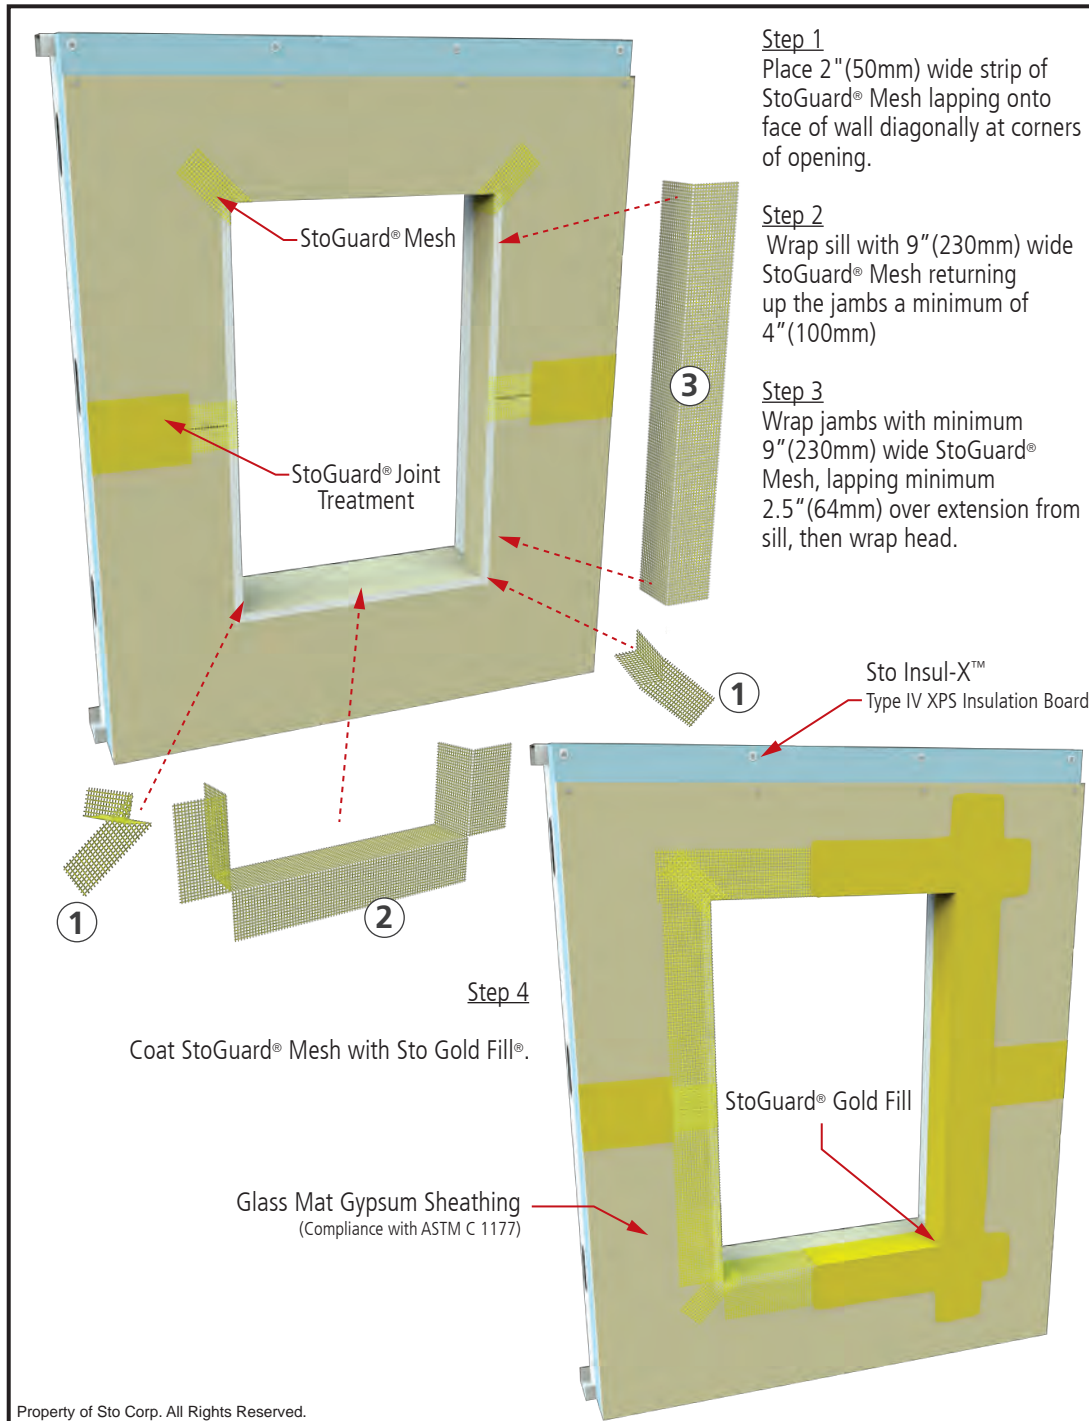 Step 1
Place 2"(50mm) wide strip of
StoGuard® Mesh lapping onto
face of wall diagonally at corners
of opening.
StoGuard® Mesh
Step 2
Wrap sill with 9”(230mm) wide
StoGuard® Mesh returning
up the jambs a minimum of
4”(100mm)
3
Step 3
Wrap jambs with minimum
9”(230mm) wide StoGuard®
Mesh, lapping minimum
2.5“(64mm) over extension from
sill, then wrap head.
StoGuard® Joint
Treatment
1
Sto Insul-X™
Type IV XPS Insulation Board
1
2
Step 4
Coat StoGuard® Mesh with Sto Gold Fill®.
StoGuard® Gold Fill
Glass Mat Gypsum Sheathing
(Compliance with ASTM C 1177)
Property of Sto Corp. All Rights Reserved.